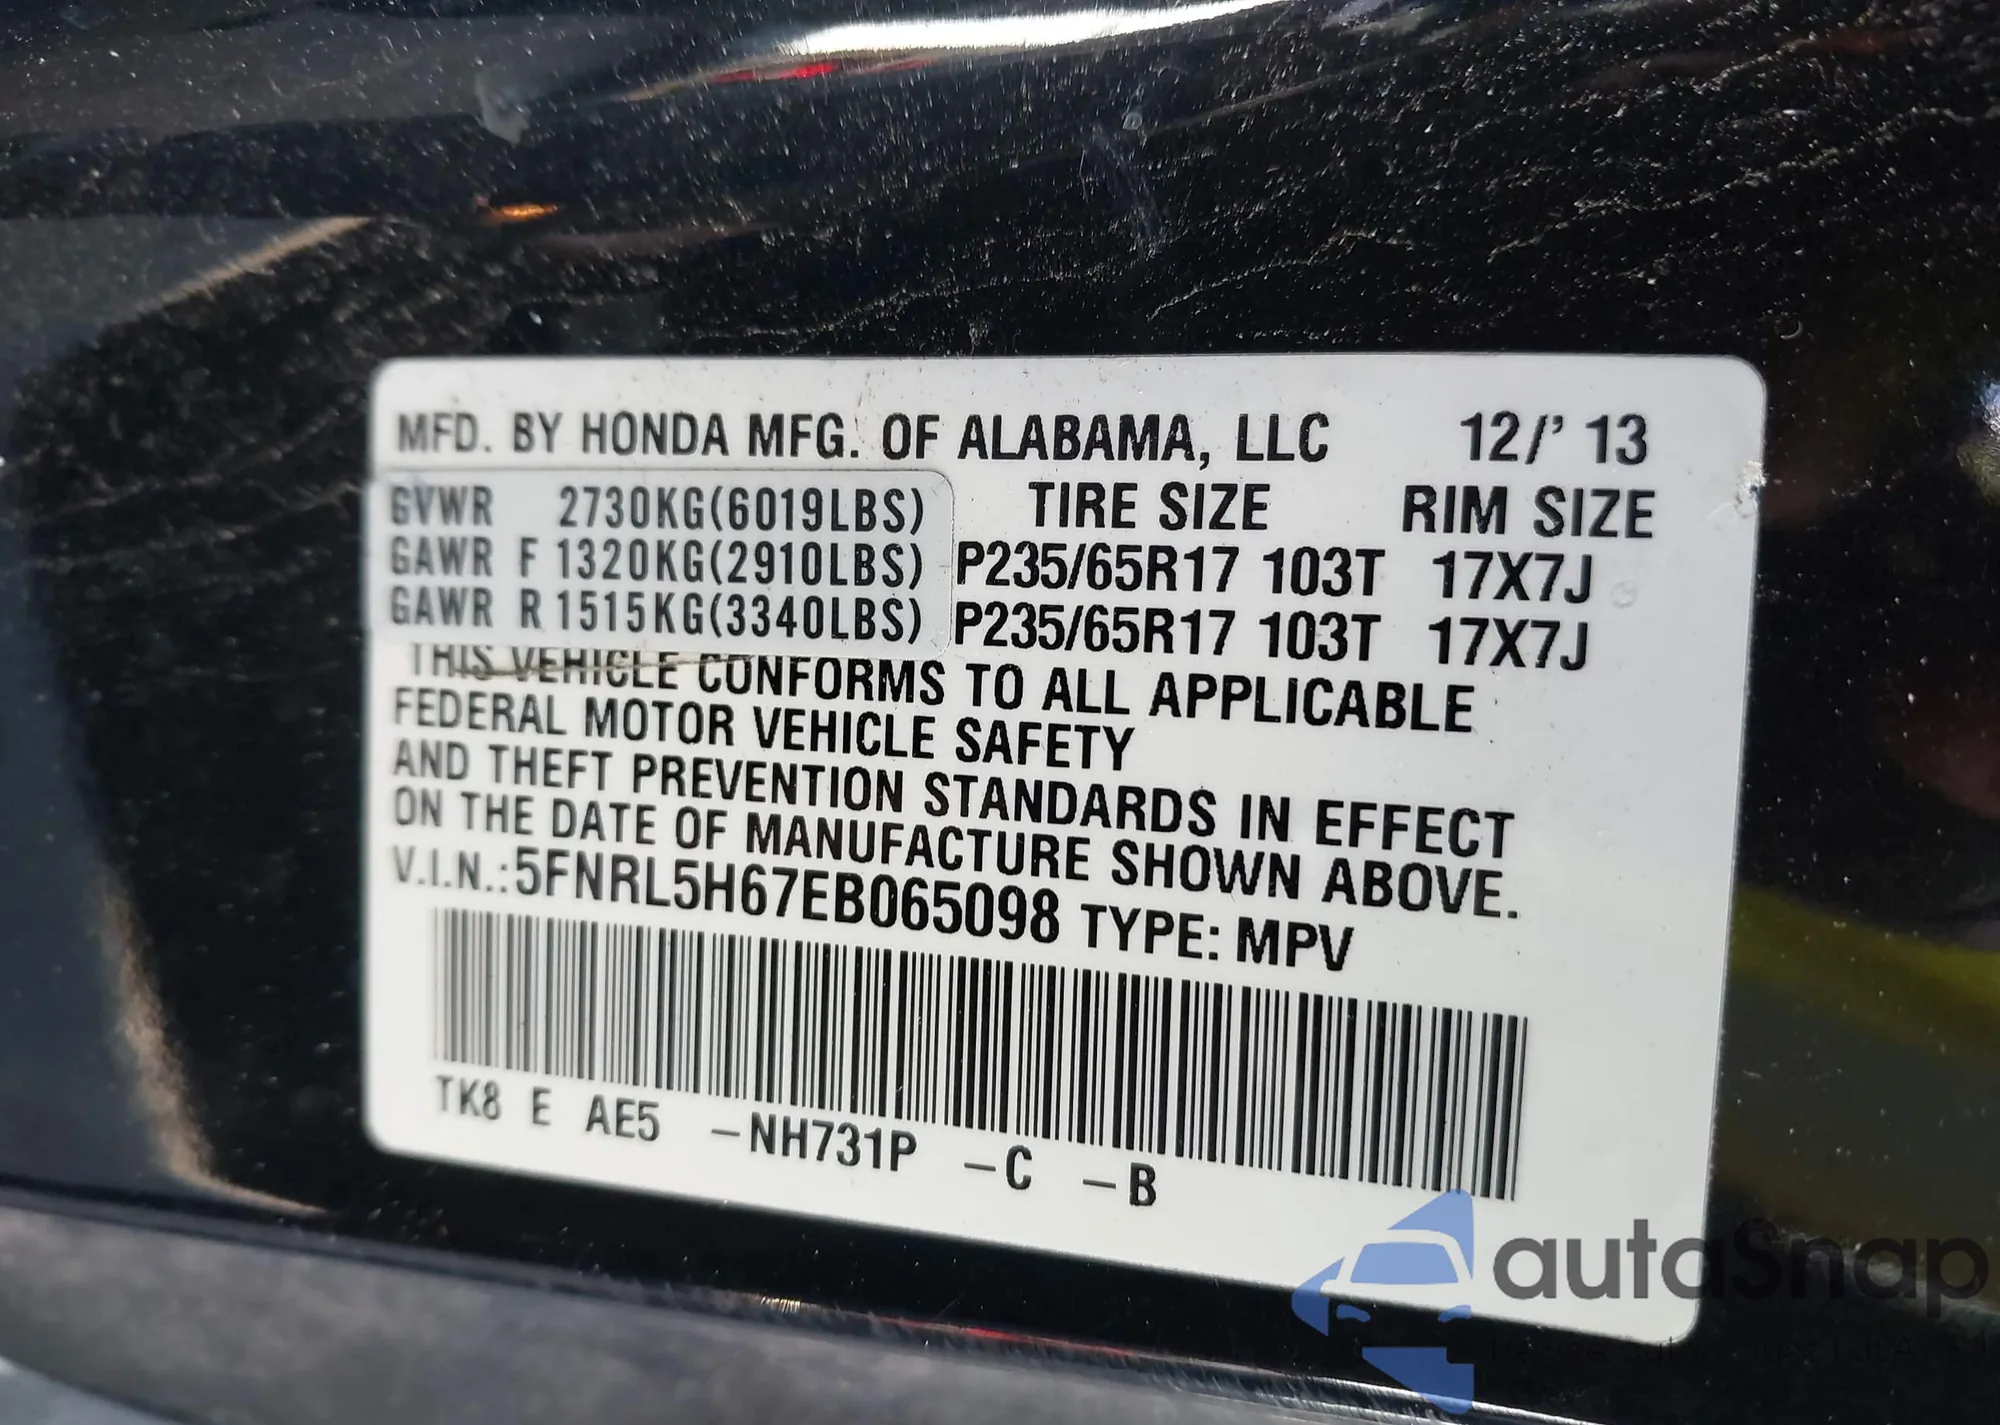 MFD. BY HONDA MFG. OF ALABAMA, LLC 12/' 13
GVWR 2730KG(6019LBS) TIRE SIZE RIM SIZE
GAWR F 1320KG(2910LBS) P235/65R17 103T 17X7J
GAWR R 1515KG(3340LBS) P235/65R17 103T 17X7J
THIS VEHICLE CONFORMS TO ALL APPLICABLE
FEDERAL MOTOR VEHICLE SAFETY
AND THEFT PREVENTION STANDARDS IN EFFECT
ON THE DATE OF MANUFACTURE SHOWN ABOVE.
V.I.N.:5FNRL5H67EB065098 TYPE: MPV
TK8 E AE5 –NH731P –C –B
autoSnap